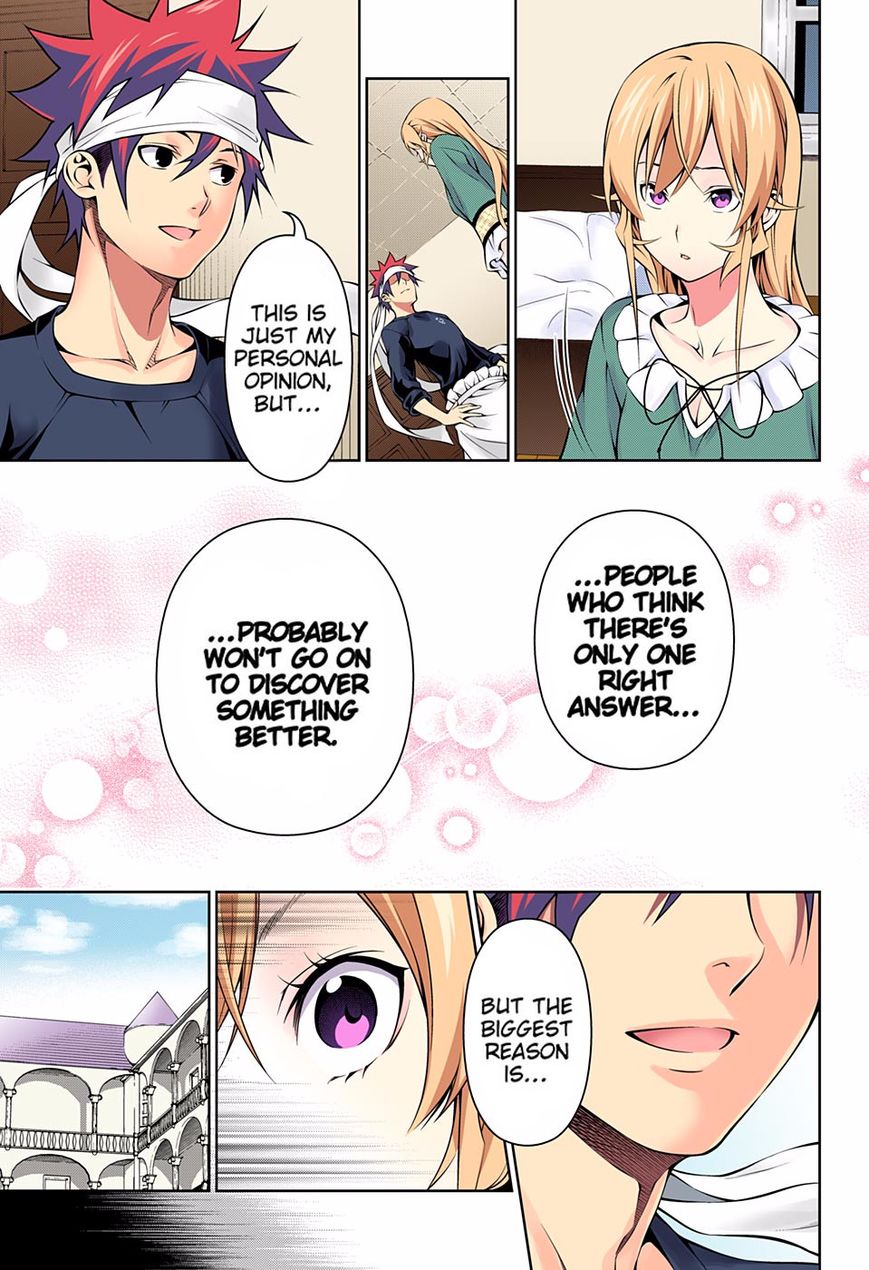 THIS IS
JUST MY
PERSONAL
OPINION,
BUT...
...PEOPLE
WHO THINK
THERE'S
ONLY ONE
RIGHT
ANSWER...
...PROBABLY
WON'T GO ON
TO DISCOVER
SOMETHING
BETTER.
BUT THE
BIGGEST
REASON
IS...